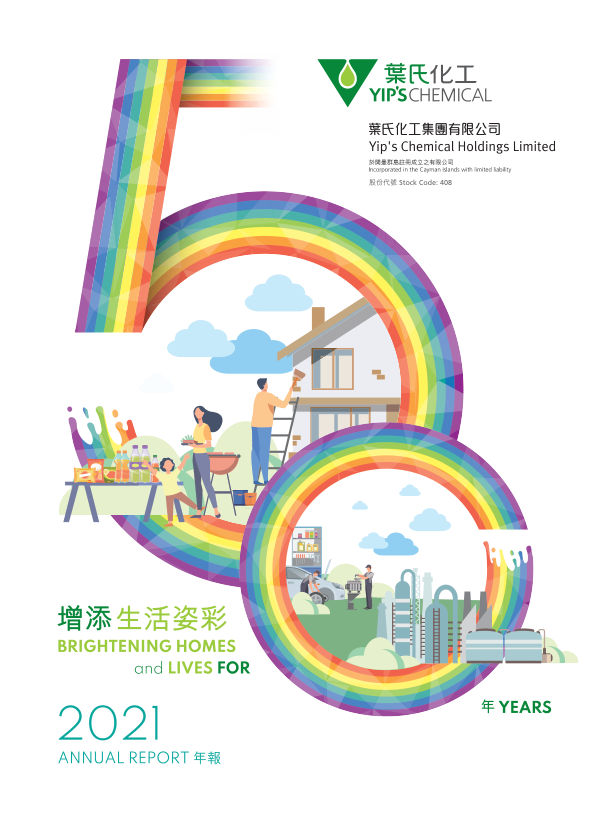 葉氏化工
YIP'S CHEMICAL
葉氏化工集團有限公司
Yip's Chemical Holdings Limited
於開曼群島註冊成立之有限公司
Incorporated in the Cayman Islands with limited liability
股份代號 Stock Code: 408
50
增添生活姿彩
BRIGHTENING HOMES
and LIVES FOR
年 YEARS
2021
ANNUAL REPORT 年報